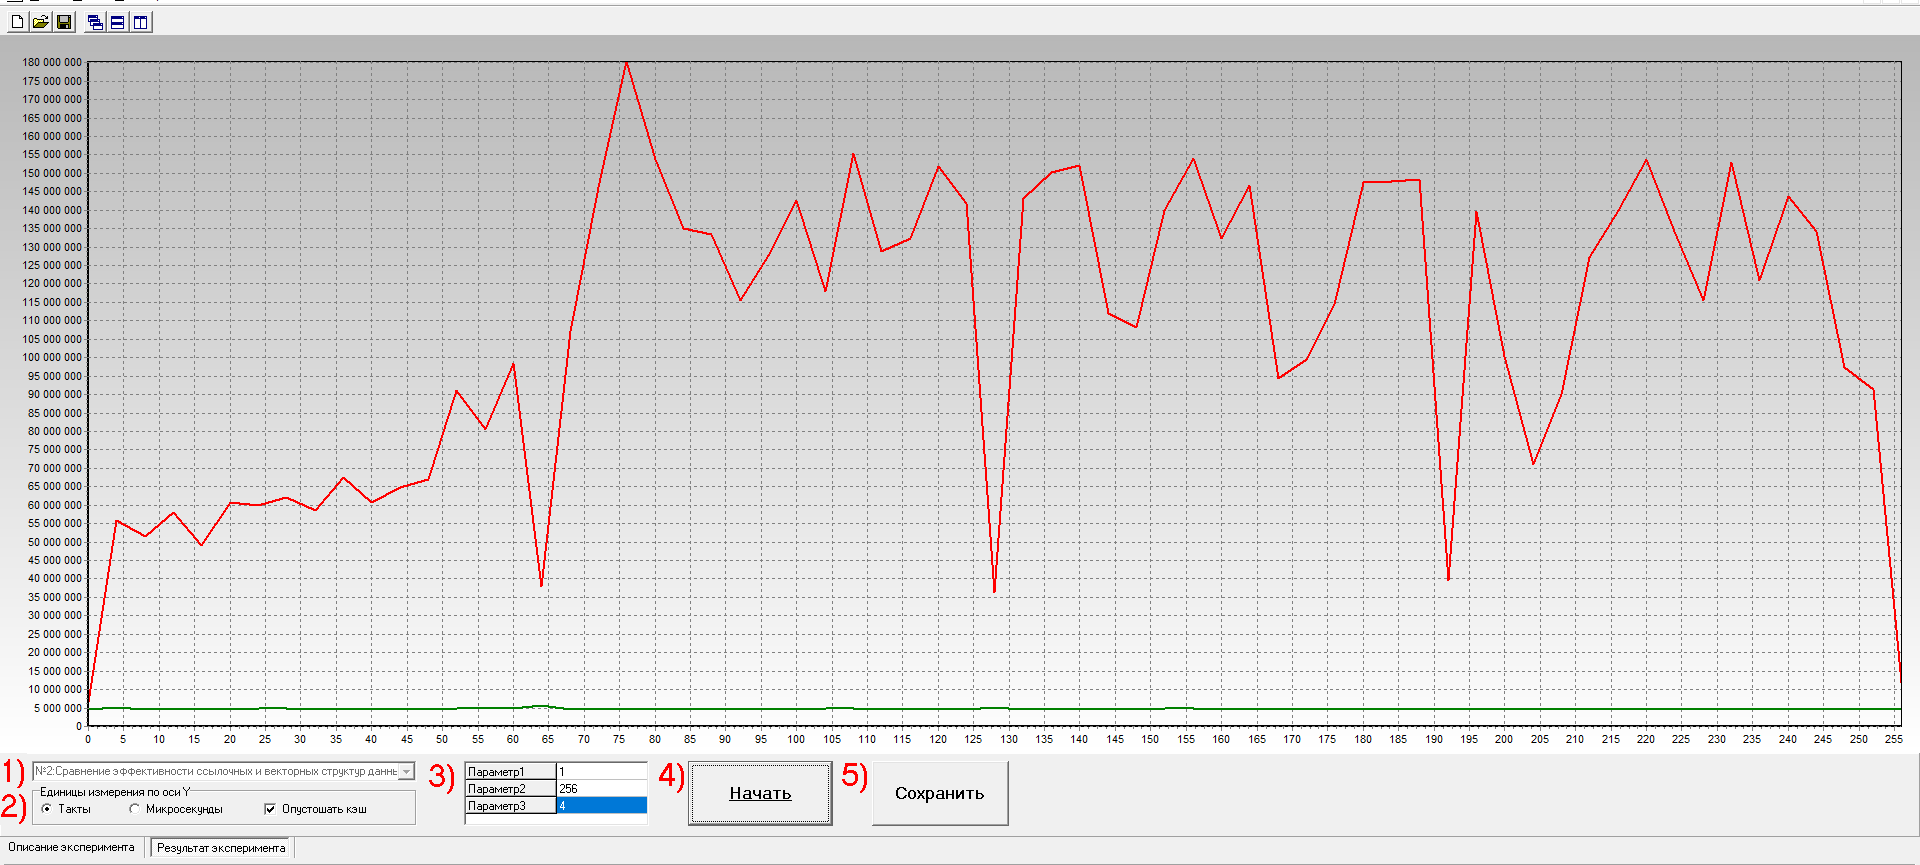 180 000 000
175 000 000
170 000 000
165 000 000
160 000 000
155 000 000
150 000 000
145 000 000
140 000 000
135 000 000
130 000 000
125 000 000
120 000 000
115 000 000
110 000 000
105 000 000
100 000 000
95 000 000
90 000 000
85 000 000
80 000 000
75 000 000
70 000 000
65 000 000
60 000 000
55 000 000
50 000 000
45 000 000
40 000 000
35 000 000
30 000 000
25 000 000
20 000 000
15 000 000
10 000 000
5 000 000
0
0 5 10 15 20 25 30 35 40 45 50 55 60 65 70 75 80 85 90 95 100 105 110 115 120 125 130 135 140 145 150 155 160 165 170 175 180 185 190 195 200 205 210 215 220 225 230 235 240 245 250 255
1) №2:Сравнение эффективности ссылочных и векторных структур данны
2) Единицы измерения по оси Y
Такты Микросекунды Опустошать кэш
3) Параметр1 1
Параметр2 256
Параметр3 4
4) Начать
5) Сохранить
Описание эксперимента Результат эксперимента